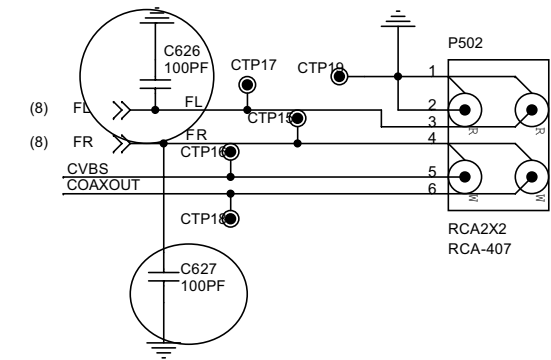 P502
C626
100PF
CTP17
CTP19
1
(8) FL
FL
2
CTP15
3
R
R
(8) FR
FR
4
CTP16
CVBS
5
COAXOUT
6
W
W
CTP18
RCA2X2
RCA-407
C627
100PF